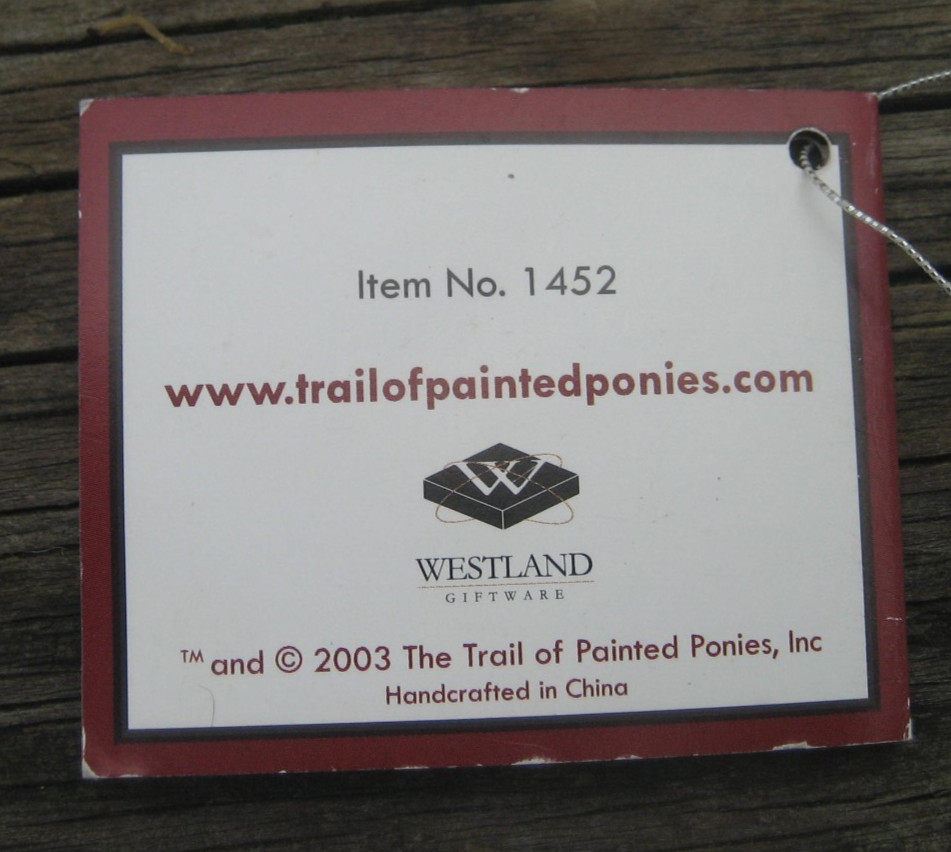 Item No. 1452
www.trailofpaintedponies.com
W
WESTLAND
GIFTWARE
™ and © 2003 The Trail of Painted Ponies, Inc
Handcrafted in China